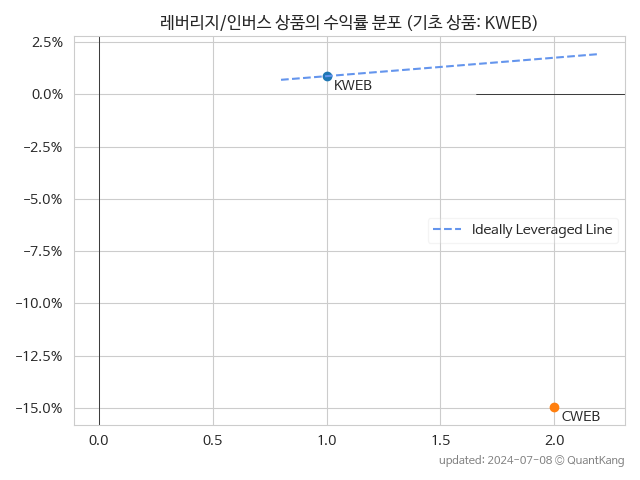 레버리지/인버스 상품의 수익률 분포 (기초 상품: KWEB)
2.5%
0.0%
−2.5%
−5.0%
−7.5%
−10.0%
−12.5%
−15.0%
KWEB
Ideally Leveraged Line
CWEB
0.0 0.5 1.0 1.5 2.0
updated: 2024-07-08 © QuantKang